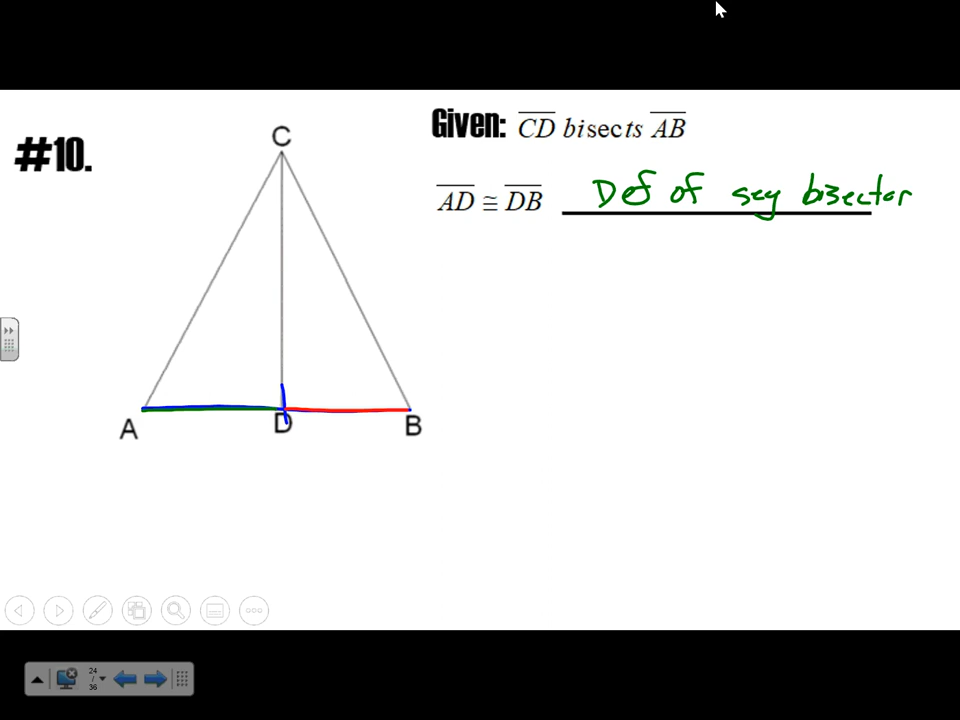 #10.
Given: CD bisects AB
AD ≅ DB Def of seg bisector
C
A
D
B
24
/
36